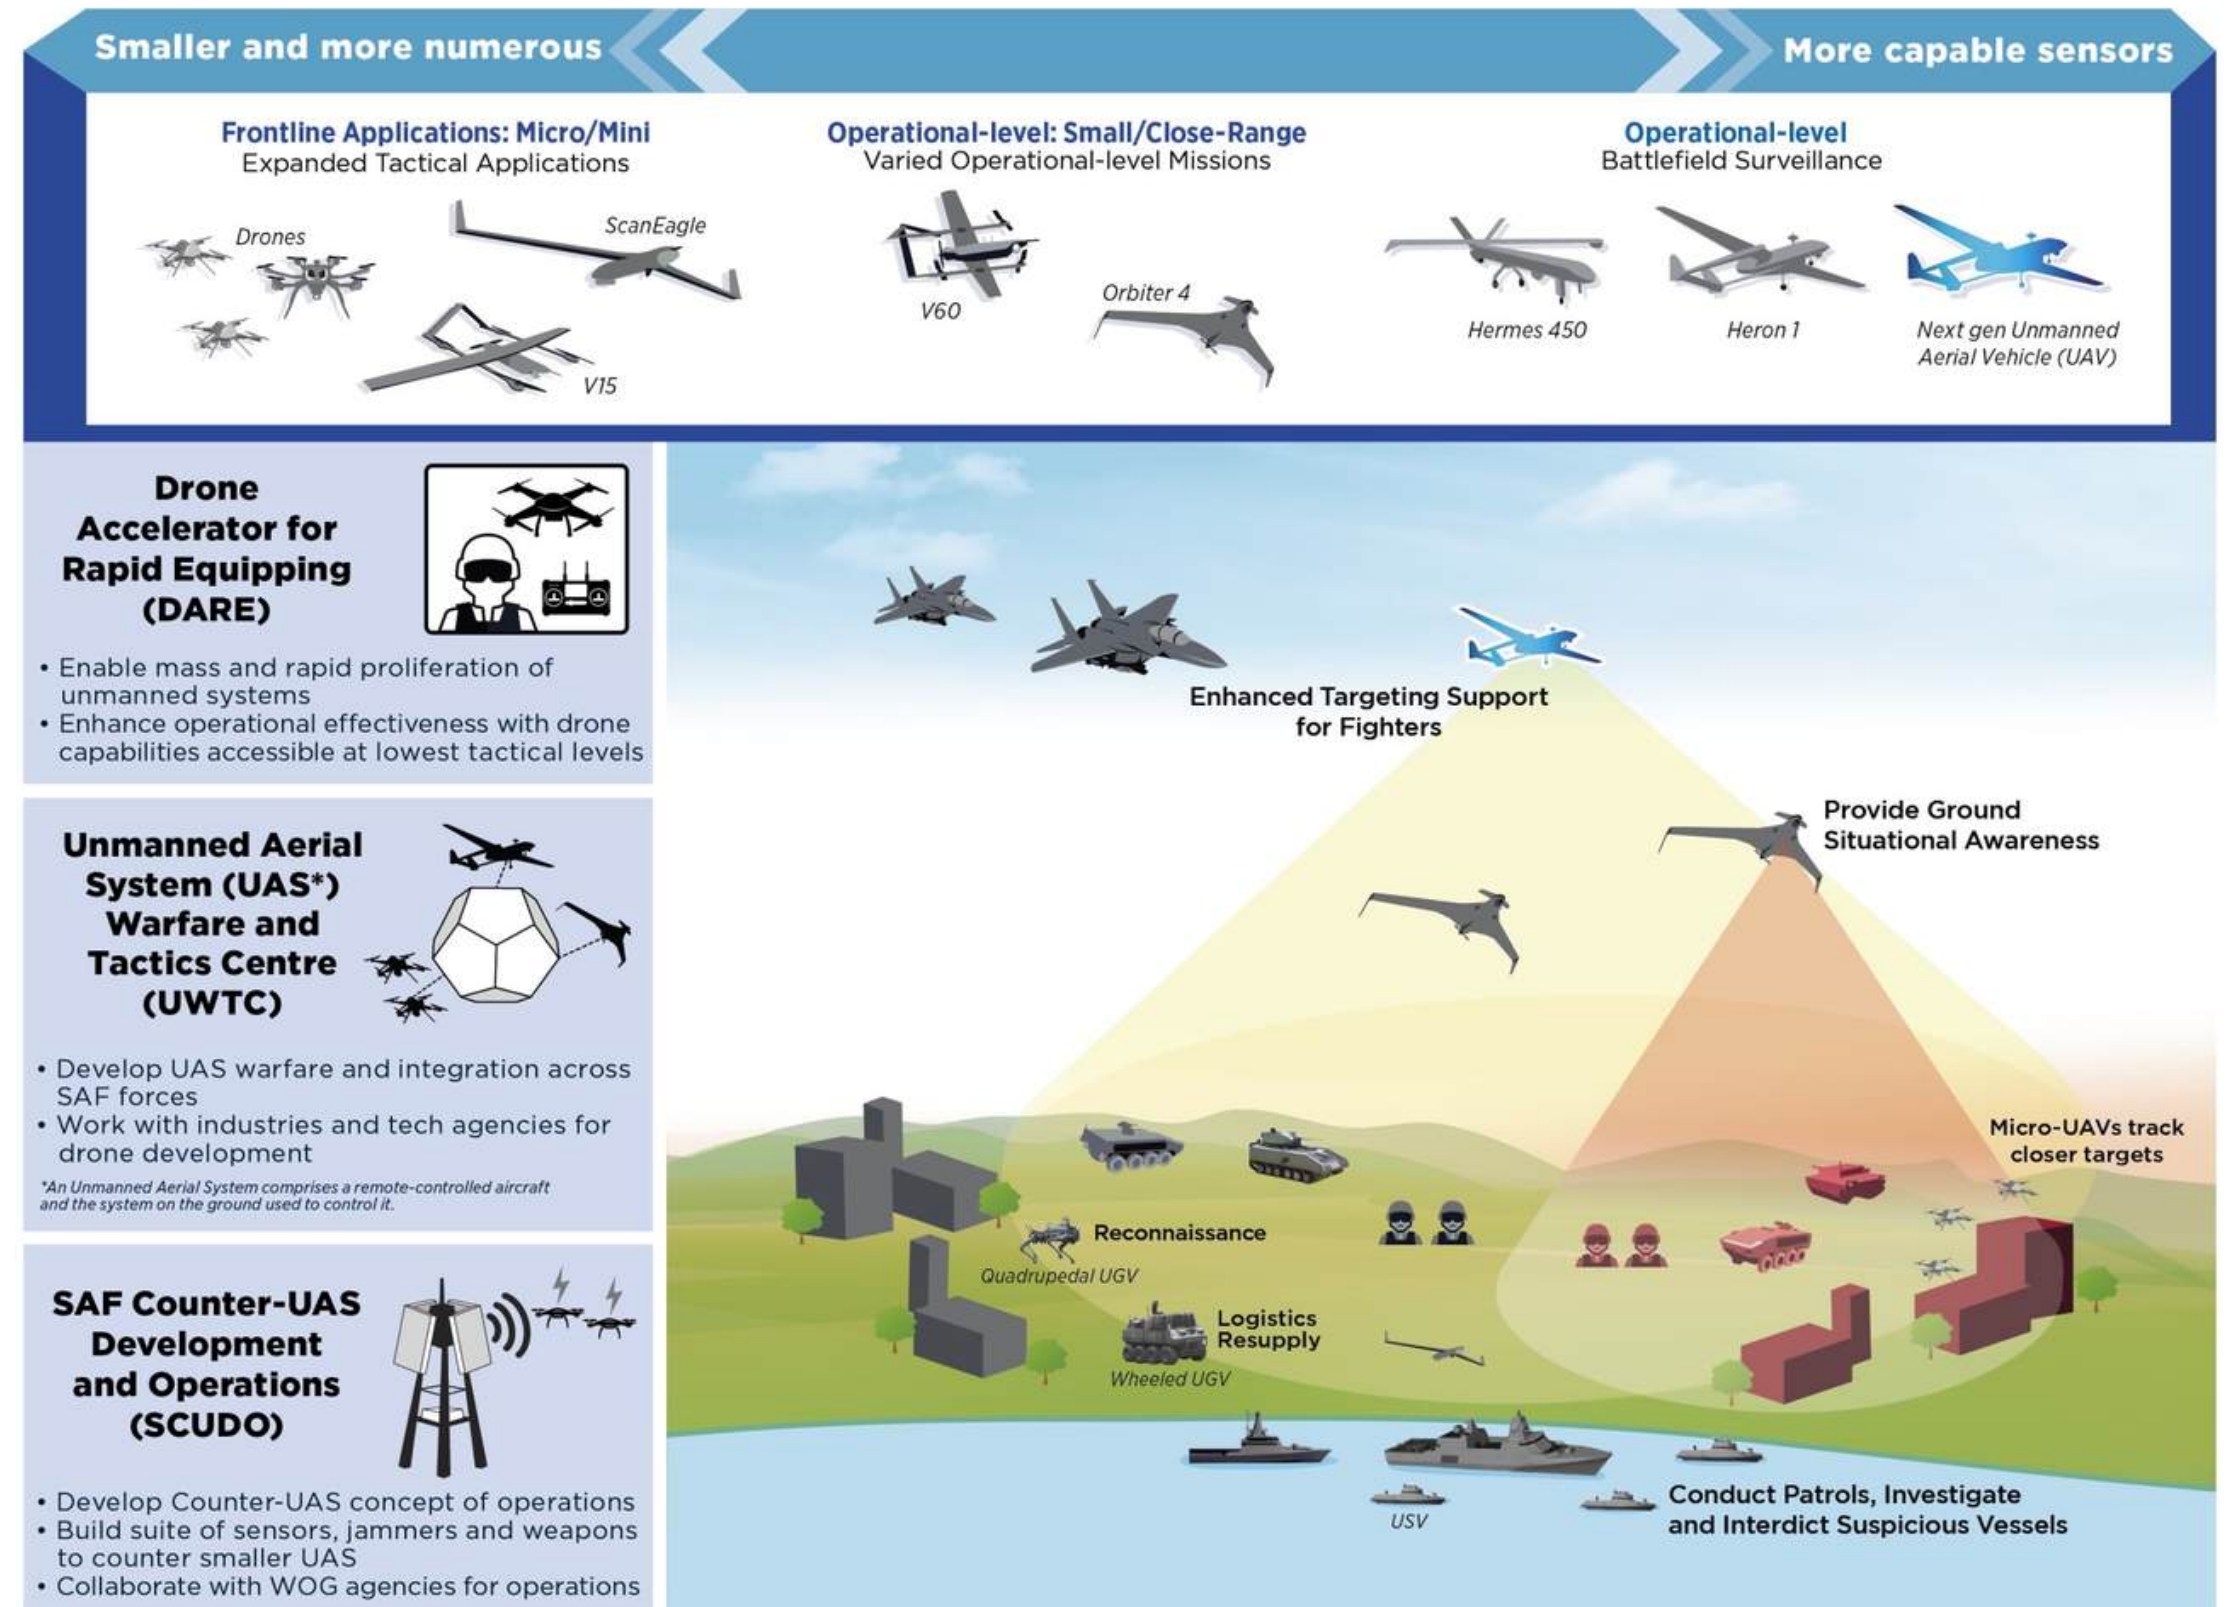 Smaller and more numerous
More capable sensors
Frontline Applications: Micro/Mini
Expanded Tactical Applications
Drones
ScanEagle
V15
Operational-level: Small/Close-Range
Varied Operational-level Missions
V60
Orbiter 4
Operational-level
Battlefield Surveillance
Hermes 450
Heron 1
Next gen Unmanned
Aerial Vehicle (UAV)
Drone
Accelerator for
Rapid Equipping
(DARE)
• Enable mass and rapid proliferation of
unmanned systems
• Enhance operational effectiveness with drone
capabilities accessible at lowest tactical levels
Unmanned Aerial
System (UAS*)
Warfare and
Tactics Centre
(UWTC)
• Develop UAS warfare and integration across
SAF forces
• Work with industries and tech agencies for
drone development
*An Unmanned Aerial System comprises a remote-controlled aircraft
and the system on the ground used to control it.
SAF Counter-UAS
Development
and Operations
(SCUDO)
• Develop Counter-UAS concept of operations
• Build suite of sensors, jammers and weapons
to counter smaller UAS
• Collaborate with WOG agencies for operations
Enhanced Targeting Support
for Fighters
Provide Ground
Situational Awareness
Micro-UAVs track
closer targets
Reconnaissance
Quadrupedal UGV
Logistics
Resupply
Wheeled UGV
USV
Conduct Patrols, Investigate
and Interdict Suspicious Vessels